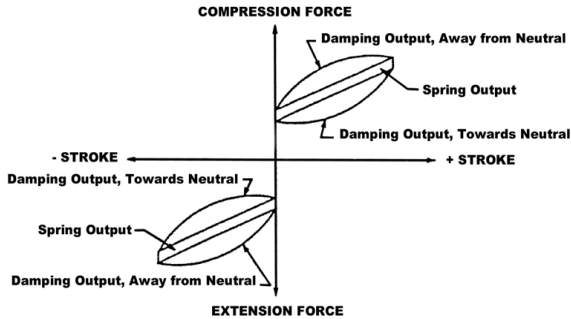 COMPRESSION FORCE
Damping Output, Away from Neutral
Spring Output
Damping Output, Towards Neutral
- STROKE
+ STROKE
Damping Output, Towards Neutral
Spring Output
Damping Output, Away from Neutral
EXTENSION FORCE